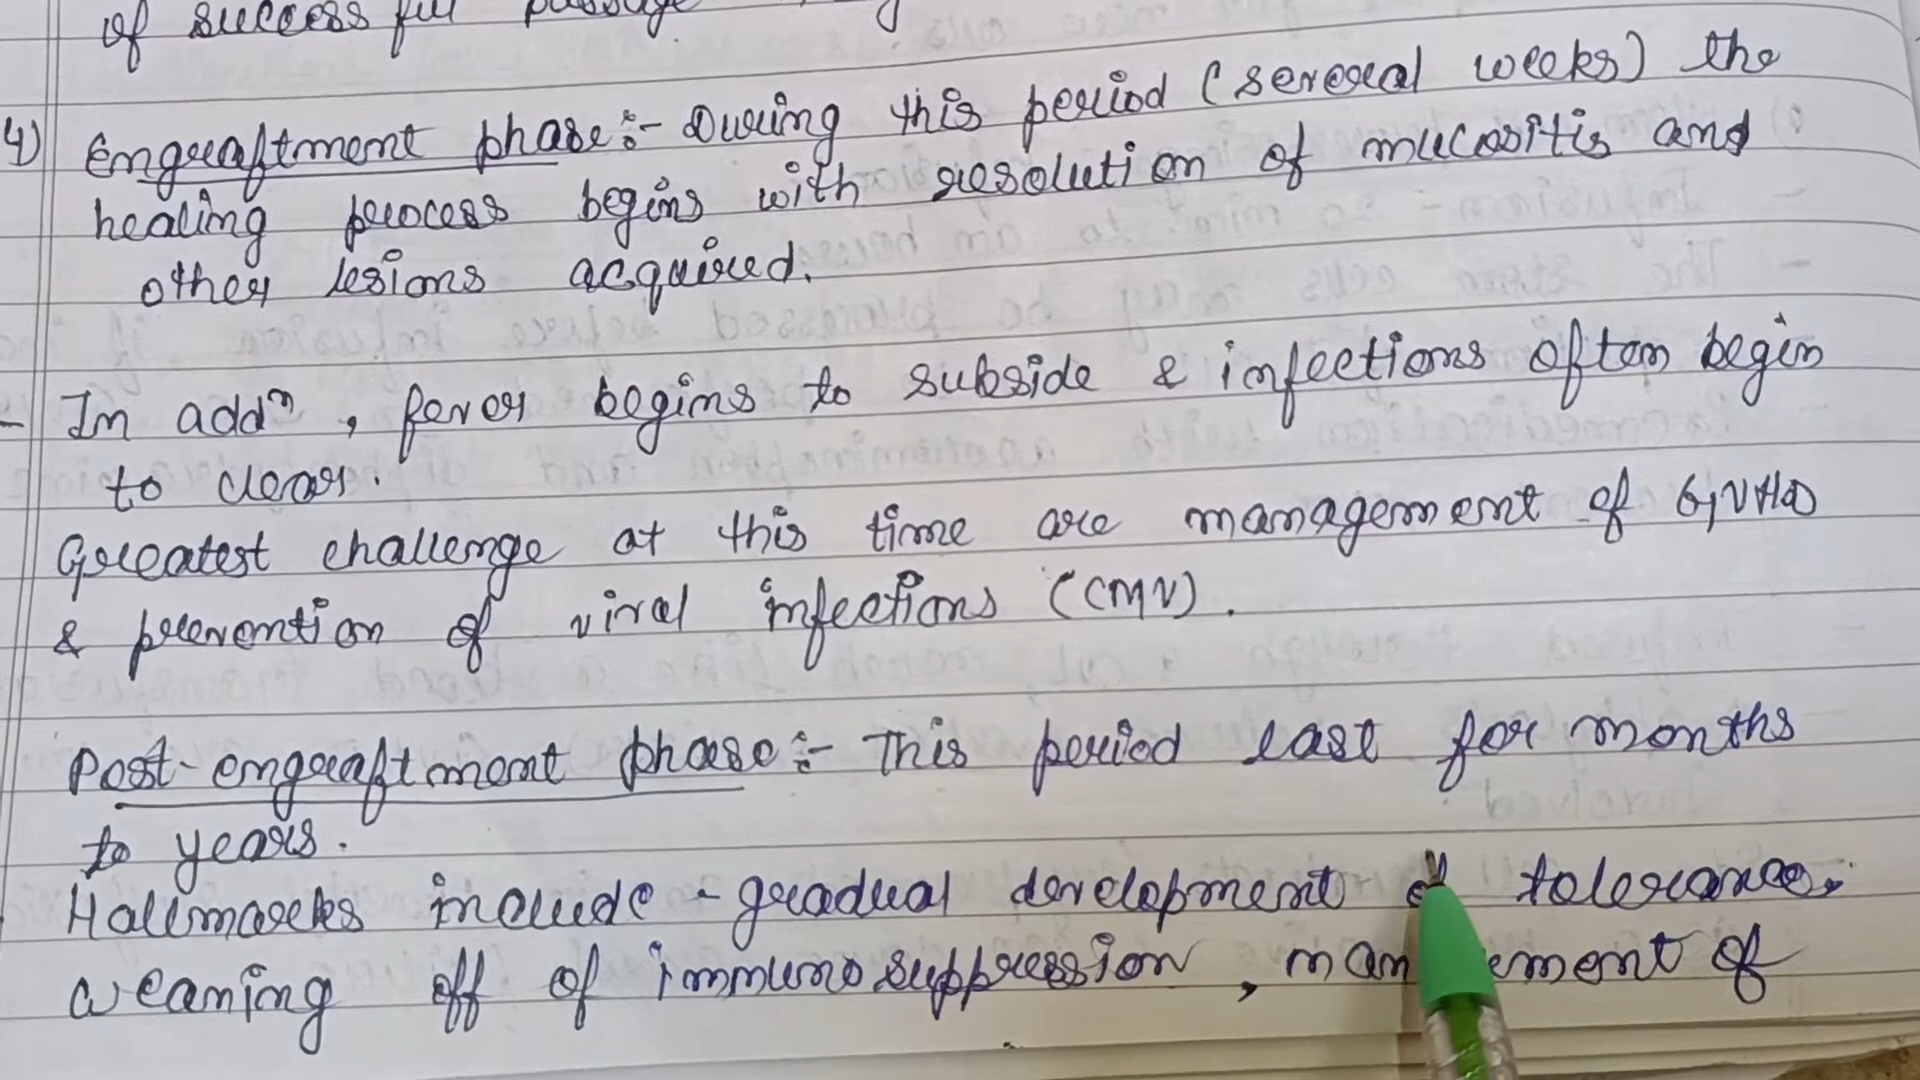 of successful passage
4) Engraftment phase :- During this period (several weeks) the
healing process begins with resolution of mucositis and
other lesions acquired.
- In addn, fever begins to subside & infections often begin
to clear.
Greatest challenge at this time are management of GVHD
& prevention of viral infections (CMV).
Post-engraftment phase :- This period last for months
to years.
Hallmarks include - gradual development of tolerance,
weaning off of immunosuppression, management of